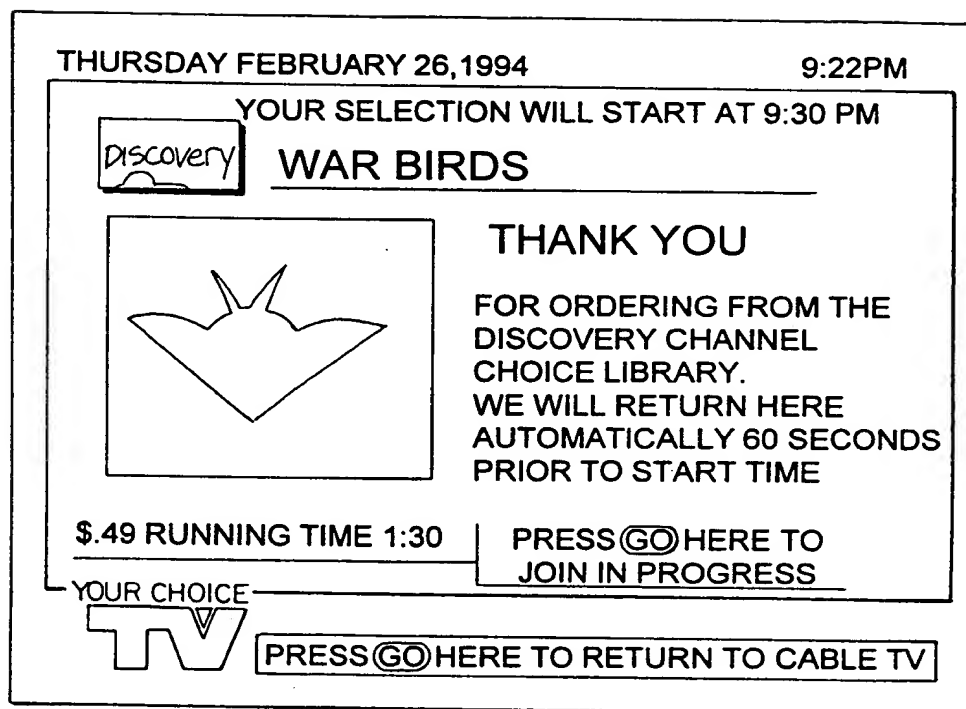 THURSDAY FEBRUARY 26,1994 9:22PM
YOUR SELECTION WILL START AT 9:30 PM
Discovery
WAR BIRDS
THANK YOU
FOR ORDERING FROM THE
DISCOVERY CHANNEL
CHOICE LIBRARY.
WE WILL RETURN HERE
AUTOMATICALLY 60 SECONDS
PRIOR TO START TIME
$.49 RUNNING TIME 1:30
PRESS GO HERE TO
JOIN IN PROGRESS
YOUR CHOICE
TV
PRESS GO HERE TO RETURN TO CABLE TV